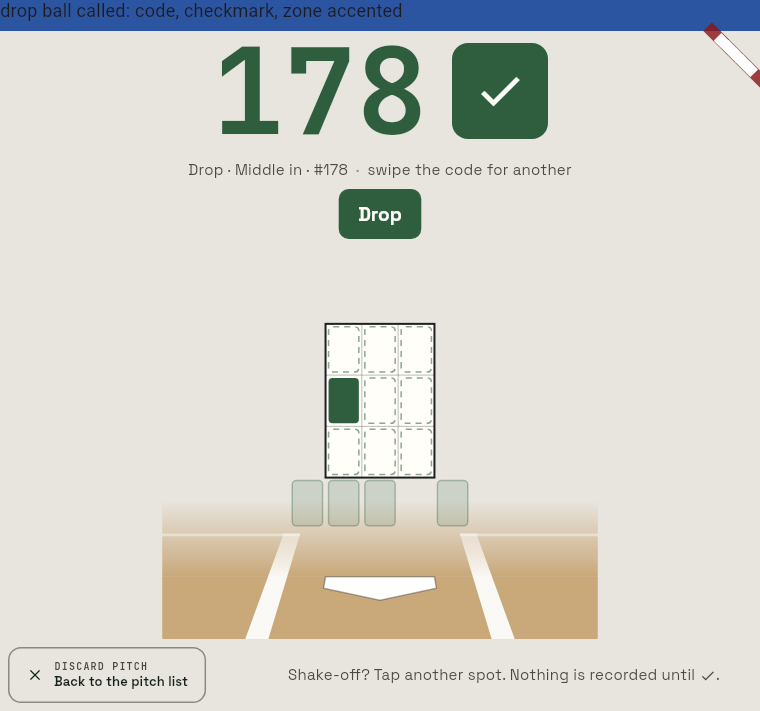 drop ball called: code, checkmark, zone accented
178
Drop · Middle in · #178 · swipe the code for another
Drop
DISCARD PITCH
Back to the pitch list
Shake-off? Tap another spot. Nothing is recorded until ✓.